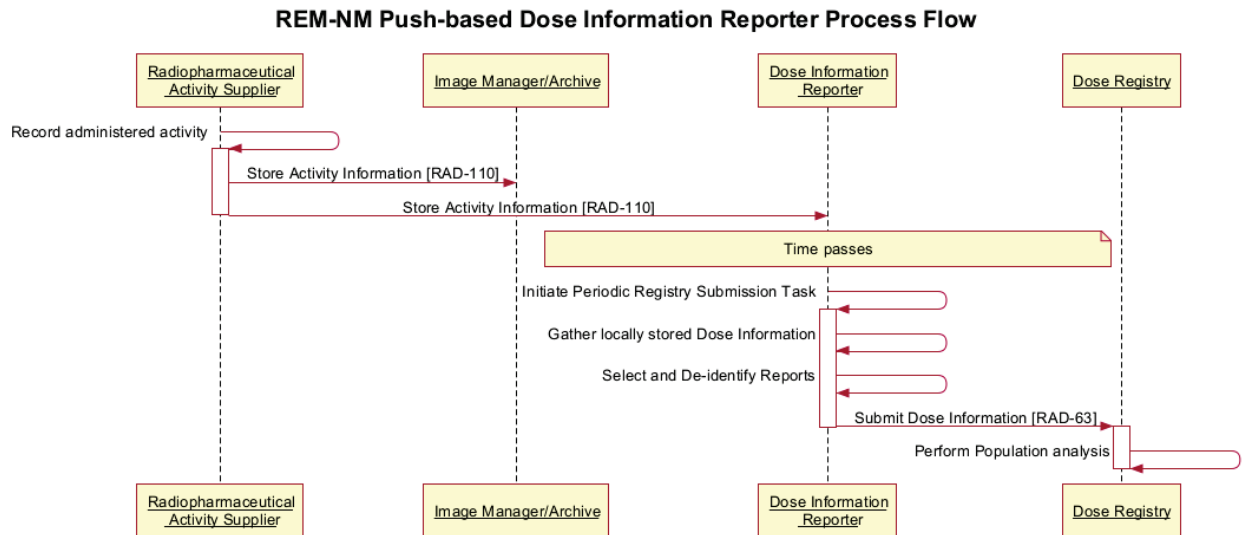 REM-NM Push-based Dose Information Reporter Process Flow
Radiopharmaceutical
Activity Supplier
Image Manager/Archive
Dose Information
Reporter
Dose Registry
Record administered activity
Store Activity Information [RAD-110]
Store Activity Information [RAD-110]
Time passes
Initiate Periodic Registry Submission Task
Gather locally stored Dose Information
Select and De-identify Reports
Submit Dose Information [RAD-63]
Perform Population analysis
Radiopharmaceutical
Activity Supplier
Image Manager/Archive
Dose Information
Reporter
Dose Registry